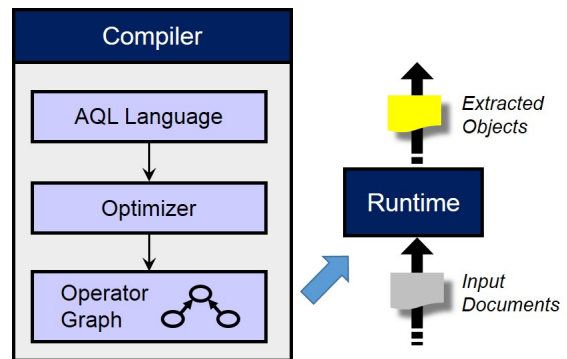 Compiler
AQL Language
Optimizer
Operator
Graph
Extracted
Objects
Runtime
Input
Documents